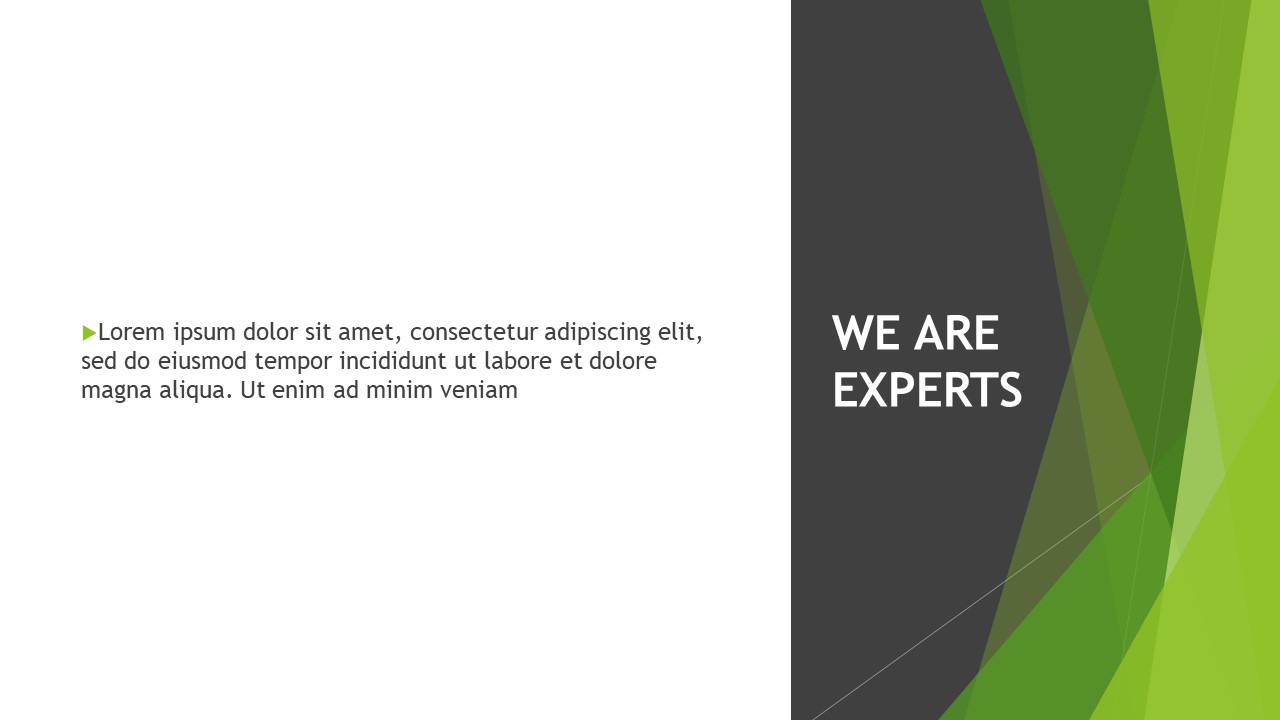 Lorem ipsum dolor sit amet, consectetur adipiscing elit,
sed do eiusmod tempor incididunt ut labore et dolore
magna aliqua. Ut enim ad minim veniam
WE ARE
EXPERTS